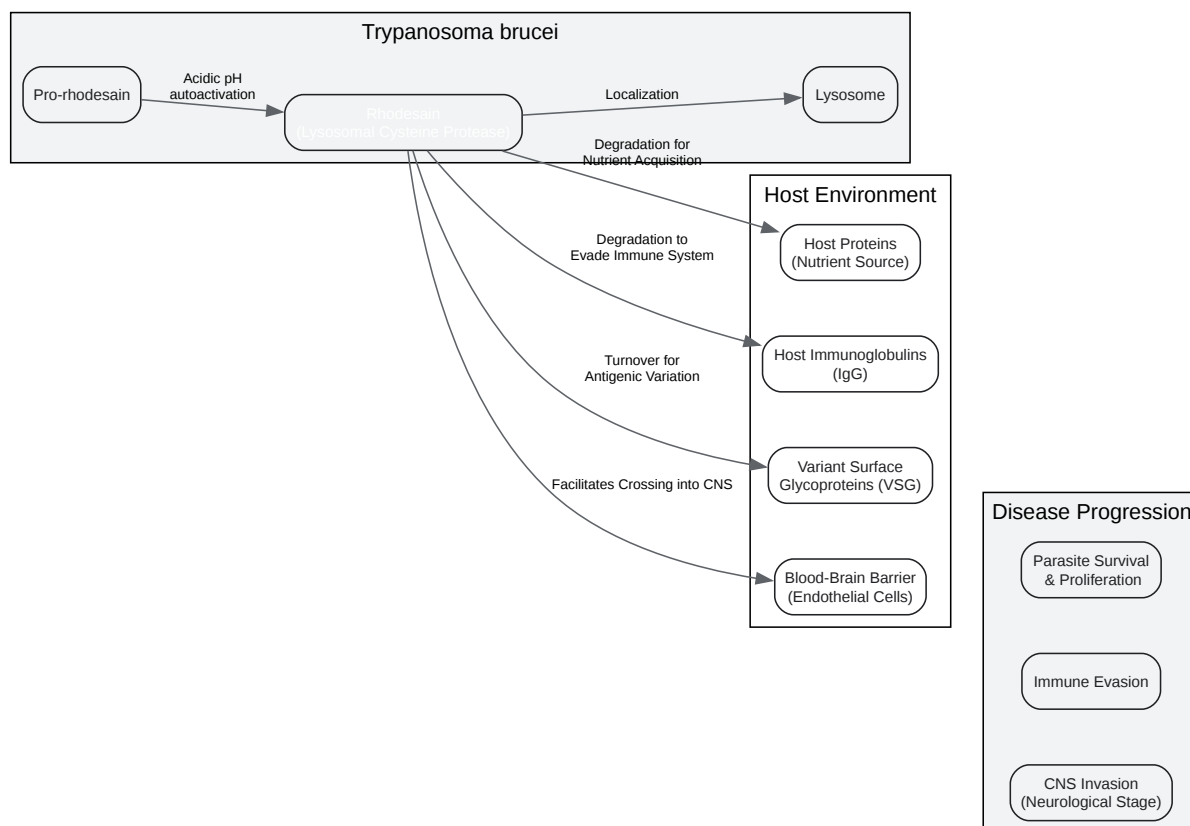 Trypanosoma brucei
Pro-rhodesain
Acidic pH
autoactivation
Rhodesain
(Lysosomal Cysteine Protease)
Localization
Lysosome
Degradation for
Nutrient Acquisition
Host Environment
Host Proteins
(Nutrient Source)
Degradation to
Evade Immune System
Host Immunoglobulins
(IgG)
Turnover for
Antigenic Variation
Variant Surface
Glycoproteins (VSG)
Facilitates Crossing into CNS
Blood-Brain Barrier
(Endothelial Cells)
Disease Progression
Parasite Survival
& Proliferation
Immune Evasion
CNS Invasion
(Neurological Stage)